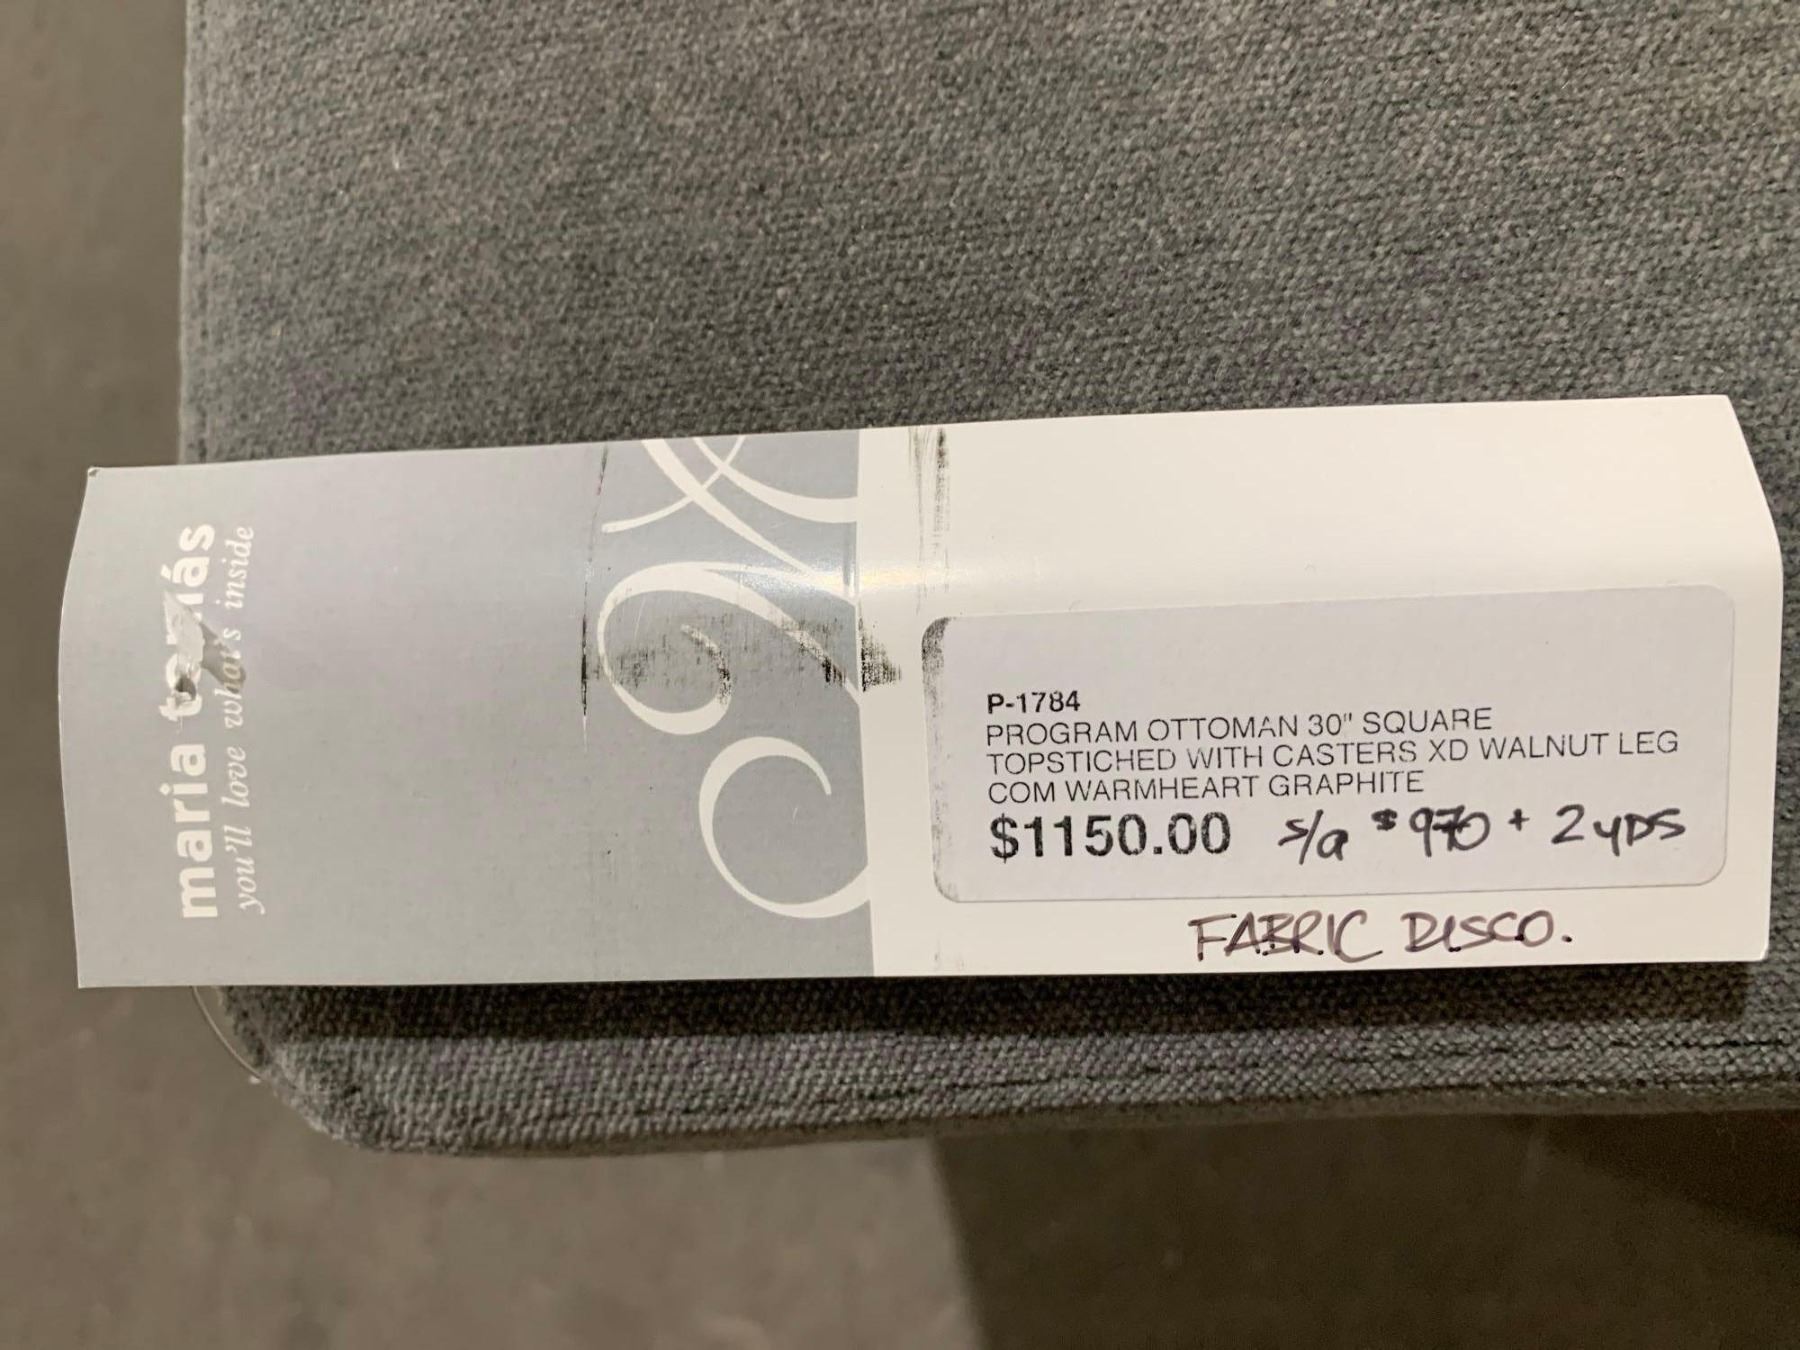 maria tomás
you'll love what's inside
P-1784
PROGRAM OTTOMAN 30" SQUARE
TOPSTICHED WITH CASTERS XD WALNUT LEG
COM WARMHEART GRAPHITE
$1150.00 s/a $970 + 2 YDS
FABRIC DISCO.